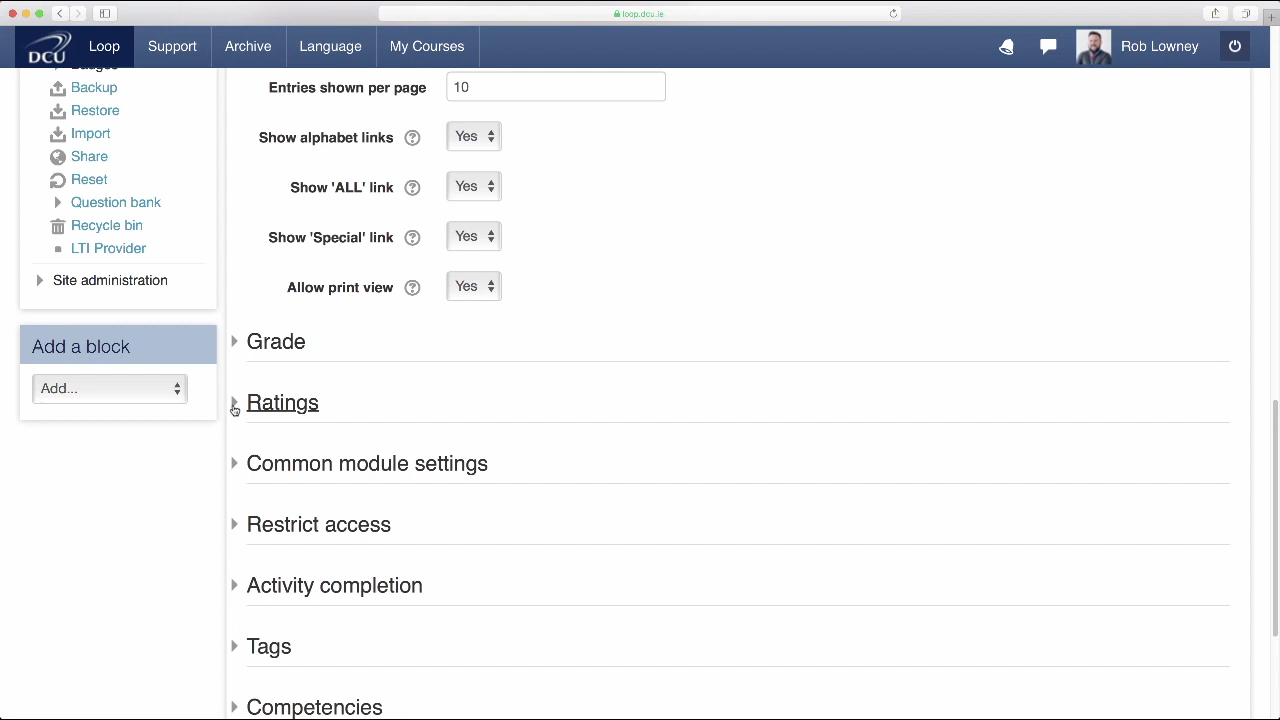 loop.dcu.ie
DCU
Loop
Support
Archive
Language
My Courses
Rob Lowney
Badges
Backup
Restore
Import
Share
Reset
Question bank
Recycle bin
LTI Provider
Site administration
Add a block
Add...
Entries shown per page 10
Show alphabet links Yes
Show 'ALL' link Yes
Show 'Special' link Yes
Allow print view Yes
Grade
Ratings
Common module settings
Restrict access
Activity completion
Tags
Competencies